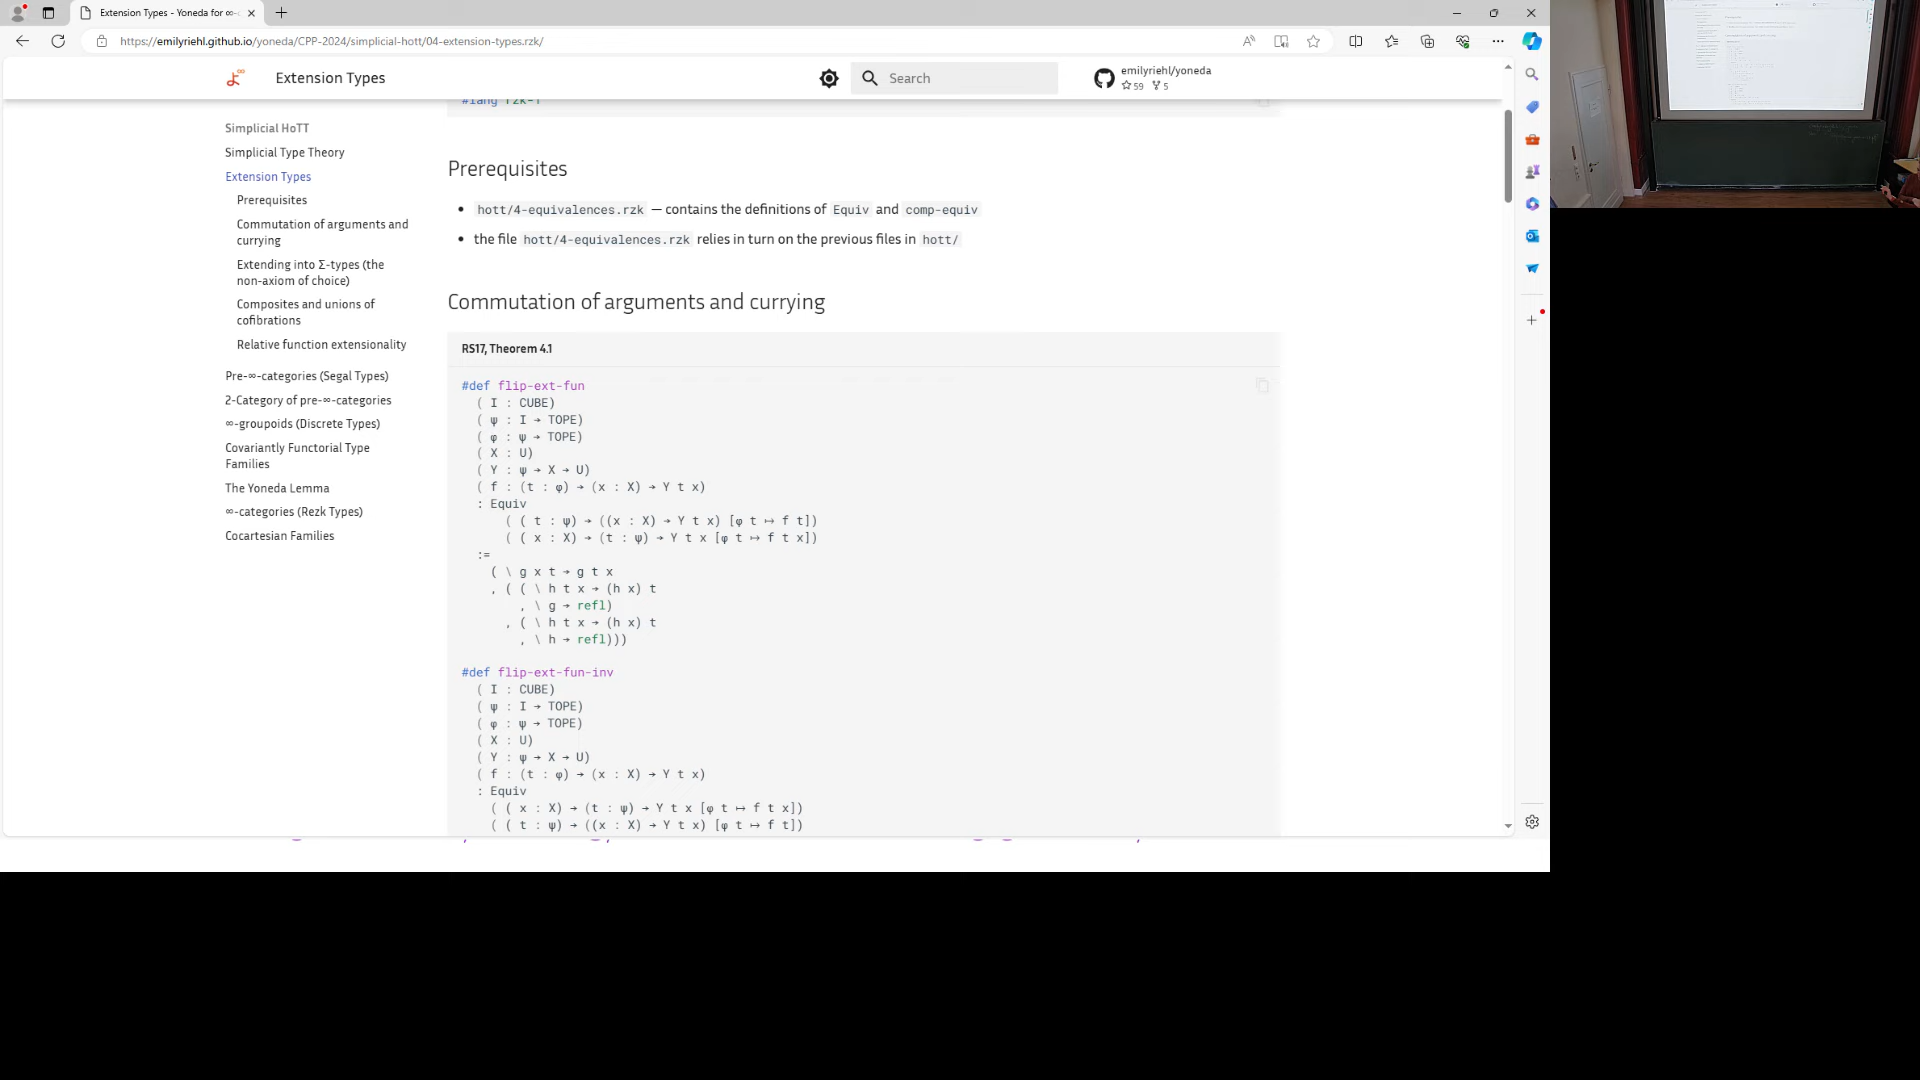 Extension Types - Yoneda for ∞-
https://emilyriehl.github.io/yoneda/CPP-2024/simplicial-hott/04-extension-types.rzk/
Extension Types
Search
emilyriehl/yoneda
59 5
Simplicial HoTT
Simplicial Type Theory
Extension Types
Prerequisites
Commutation of arguments and
currying
Extending into Σ-types (the
non-axiom of choice)
Composites and unions of
cofibrations
Relative function extensionality
Pre-∞-categories (Segal Types)
2-Category of pre-∞-categories
∞-groupoids (Discrete Types)
Covariantly Functorial Type
Families
The Yoneda Lemma
∞-categories (Rezk Types)
Cocartesian Families
#lang rzk-1
Prerequisites
• hott/4-equivalences.rzk — contains the definitions of Equiv and comp-equiv
• the file hott/4-equivalences.rzk relies in turn on the previous files in hott/
Commutation of arguments and currying
RS17, Theorem 4.1
#def flip-ext-fun
( I : CUBE)
( ψ : I → TOPE)
( φ : ψ → TOPE)
( X : U)
( Y : ψ → X → U)
( f : (t : φ) → (x : X) → Y t x)
: Equiv
( ( t : ψ) → ((x : X) → Y t x) [φ t ↦ f t])
( ( x : X) → (t : ψ) → Y t x [φ t ↦ f t x])
:=
( \ g x t → g t x
, ( ( \ h t x → (h x) t
, \ g → refl)
, ( \ h t x → (h x) t
, \ h → refl)))
#def flip-ext-fun-inv
( I : CUBE)
( ψ : I → TOPE)
( φ : ψ → TOPE)
( X : U)
( Y : ψ → X → U)
( f : (t : φ) → (x : X) → Y t x)
: Equiv
( ( x : X) → (t : ψ) → Y t x [φ t ↦ f t x])
( ( t : ψ) → ((x : X) → Y t x) [φ t ↦ f t])